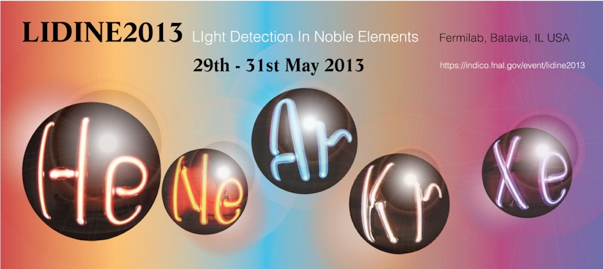 LIDINE2013 LIght Detection In Noble Elements Fermilab, Batavia, IL USA
29th - 31st May 2013 https://indico.fnal.gov/event/lidine2013
He Ne Ar Kr Xe